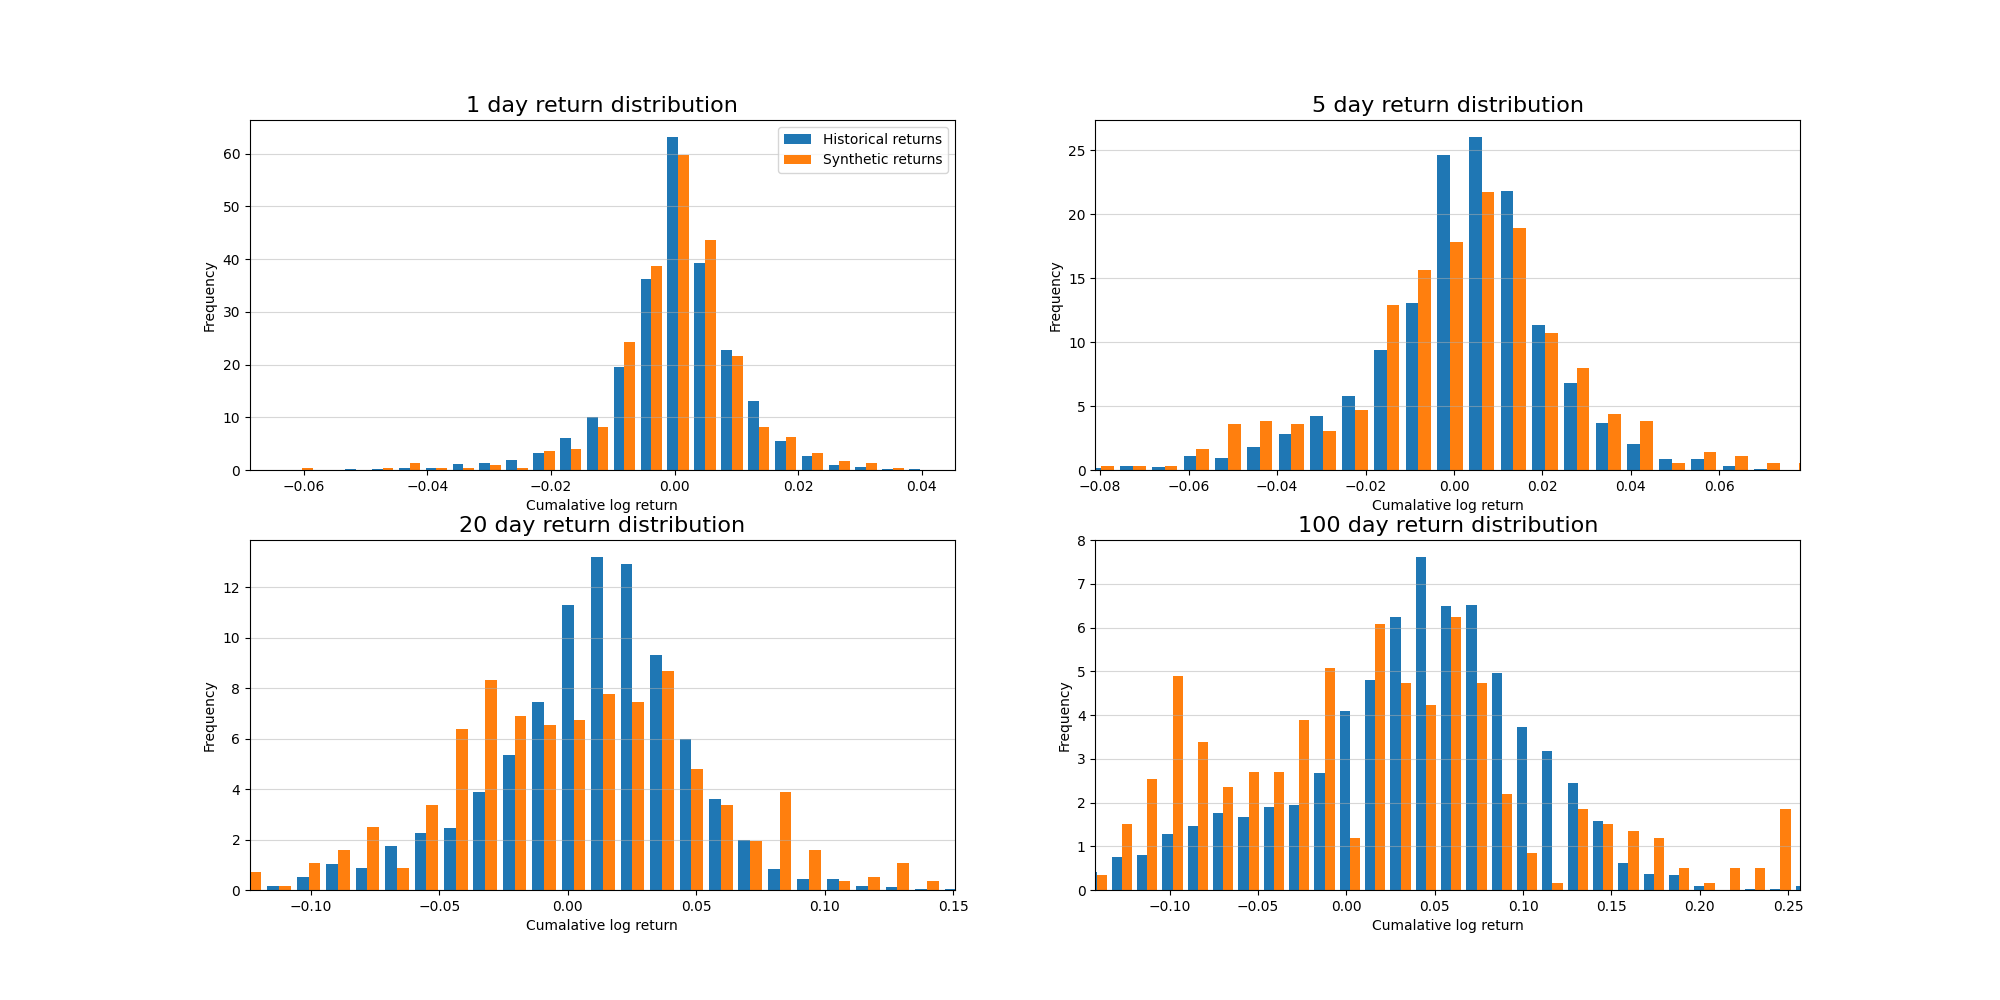 1 day return distribution
Historical returns
Synthetic returns
Frequency
60
50
40
30
20
10
0
−0.06 −0.04 −0.02 0.00 0.02 0.04
Cumalative log return
5 day return distribution
Frequency
25
20
15
10
5
0
−0.08 −0.06 −0.04 −0.02 0.00 0.02 0.04 0.06
Cumalative log return
20 day return distribution
Frequency
12
10
8
6
4
2
0
−0.10 −0.05 0.00 0.05 0.10 0.15
Cumalative log return
100 day return distribution
Frequency
8
7
6
5
4
3
2
1
0
−0.10 −0.05 0.00 0.05 0.10 0.15 0.20 0.25
Cumalative log return